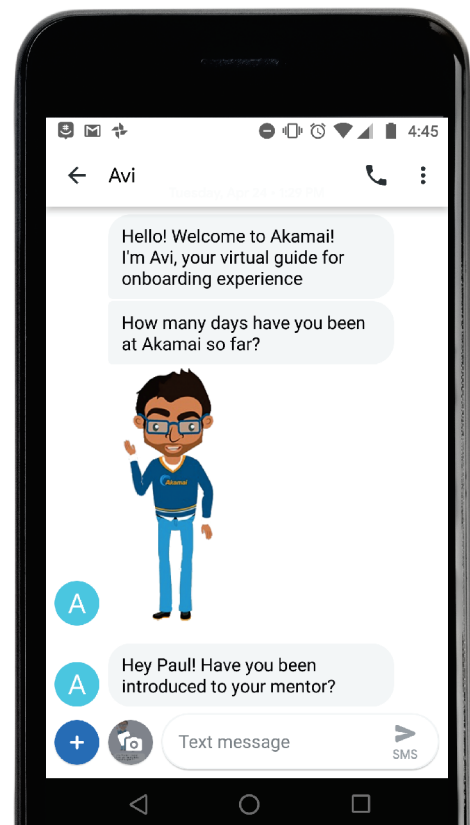 4:45
Avi
Hello! Welcome to Akamai!
I'm Avi, your virtual guide for
onboarding experience
How many days have you been
at Akamai so far?
Akamai
A
Hey Paul! Have you been
introduced to your mentor?
A
Text message
SMS